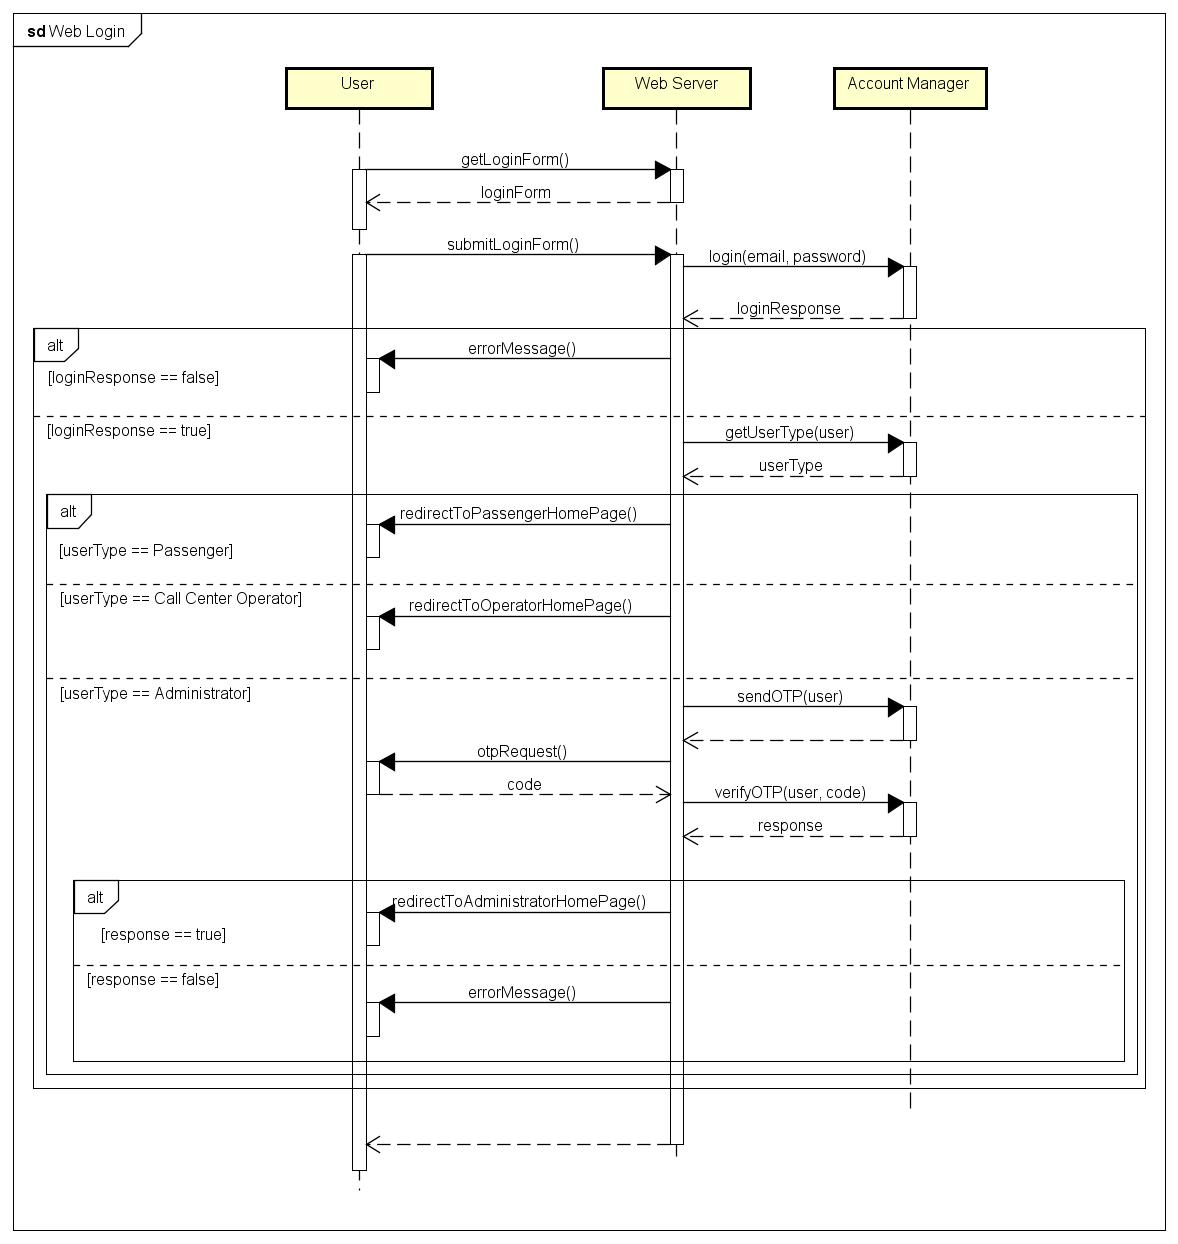 sd Web Login
User
Web Server
Account Manager
getLoginForm()
loginForm
submitLoginForm()
login(email, password)
loginResponse
alt
errorMessage()
[loginResponse == false]
[loginResponse == true]
getUserType(user)
userType
alt
redirectToPassengerHomePage()
[userType == Passenger]
[userType == Call Center Operator]
redirectToOperatorHomePage()
[userType == Administrator]
sendOTP(user)
otpRequest()
code
verifyOTP(user, code)
response
alt
redirectToAdministratorHomePage()
[response == true]
[response == false]
errorMessage()